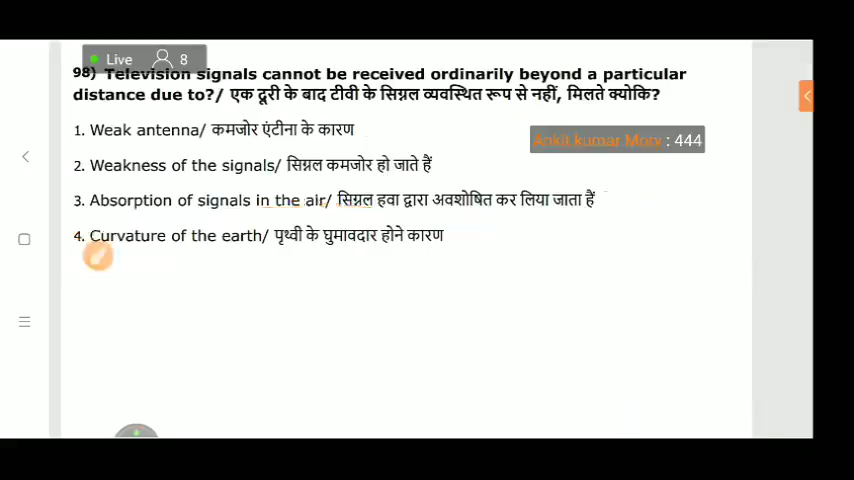 Live 8
98) Television signals cannot be received ordinarily beyond a particular
distance due to?/ एक दूरी के बाद टीवी के सिग्नल व्यवस्थित रूप से नहीं, मिलते क्योकि?
1. Weak antenna/ कमजोर एंटीना के कारण
Ankit kumar Morv : 444
2. Weakness of the signals/ सिग्नल कमजोर हो जाते हैं
3. Absorption of signals in the air/ सिग्नल हवा द्वारा अवशोषित कर लिया जाता हैं
4. Curvature of the earth/ पृथ्वी के घुमावदार होने कारण